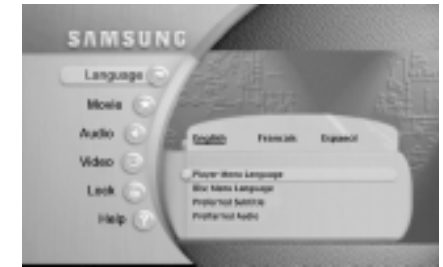 SAMSUNG
Language
Movie
Audio
Video
Lock
Help
English Francais Espanol
Player Menu Language
Disc Menu Language
Preferred Subtitle
Preferred Audio